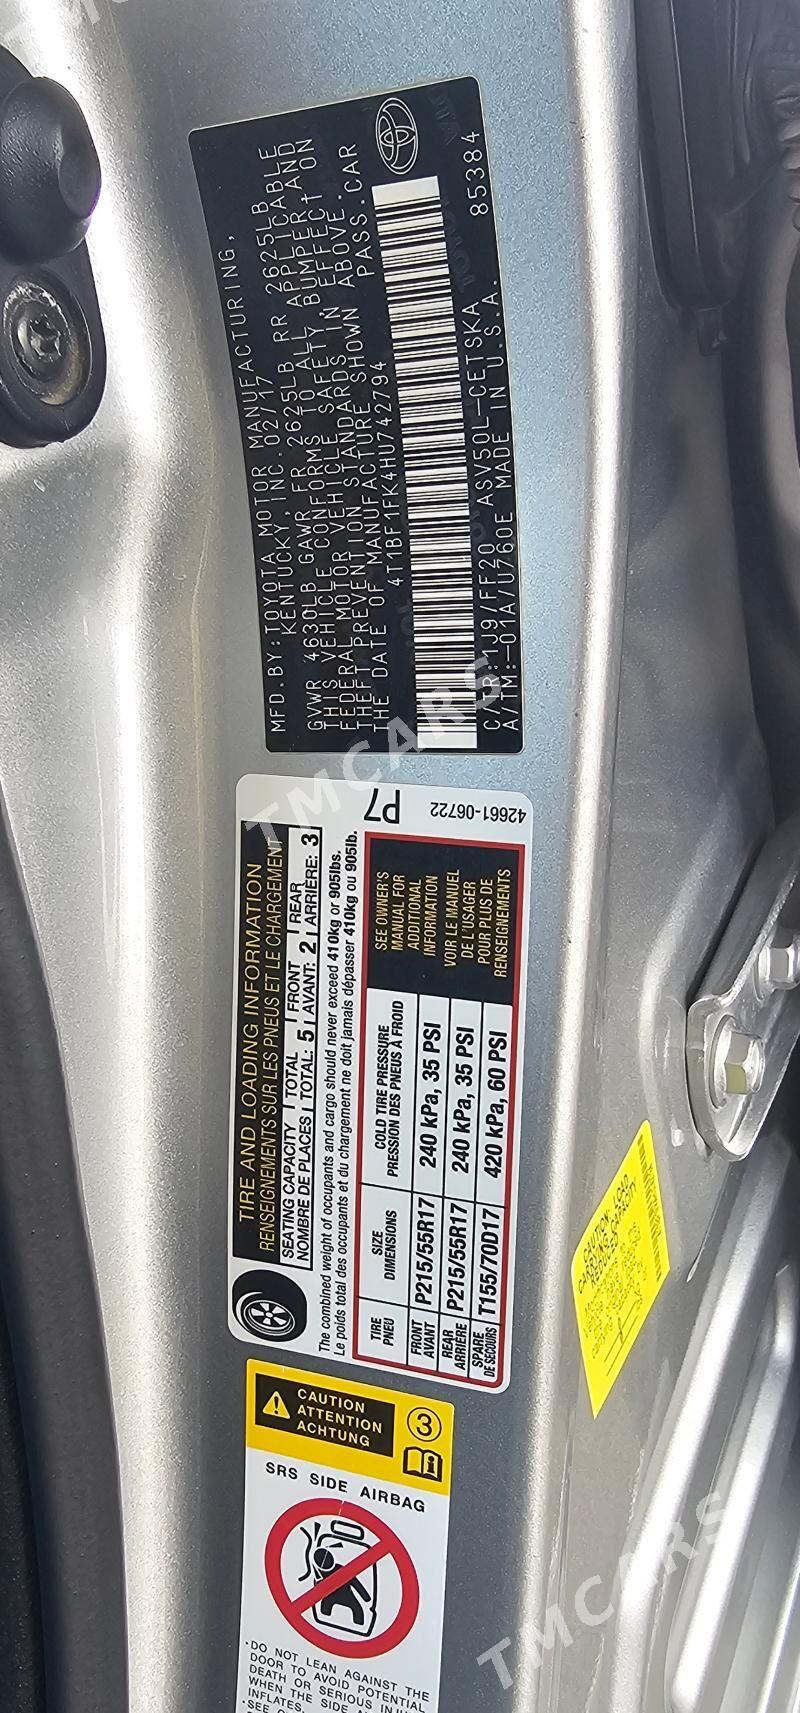 MFD.BY:TOYOTA MOTOR MANUFACTURING,
KENTUCKY, INC. 02/17
GVWR 4630LB GAWR FR 2625LB RR 2625LB
THIS VEHICLE CONFORMS TO ALL APPLICABLE
FEDERAL MOTOR VEHICLE SAFETY, BUMPER, AND
THEFT PREVENTION STANDARDS IN EFFECT ON
THE DATE OF MANUFACTURE SHOWN ABOVE.
4T1BF1FK4HU742794 PASS.CAR
C/TR:1J9/FF20 ASV50L-CETSKA 85384
A/TM:-01A/U760E MADE IN U.S.A.
TIRE AND LOADING INFORMATION
RENSEIGNEMENTS SUR LES PNEUS ET LE CHARGEMENT
SEATING CAPACITY TOTAL FRONT REAR
NOMBRE DE PLACES TOTAL: 5 AVANT: 2 ARRIÈRE: 3
The combined weight of occupants and cargo should never exceed 410kg or 905lbs.
Le poids total des occupants et du chargement ne doit jamais dépasser 410kg ou 905lb.
TIRE SIZE COLD TIRE PRESSURE
PNEU DIMENSIONS PRESSION DES PNEUS À FROID
FRONT
AVANT P215/55R17 240 kPa, 35 PSI
REAR
ARRIÈRE P215/55R17 240 kPa, 35 PSI
SPARE
DE SECOURS T155/70D17 420 kPa, 60 PSI
SEE OWNER'S
MANUAL FOR
ADDITIONAL
INFORMATION
VOIR LE MANUEL
DE L'USAGER
POUR PLUS DE
RENSEIGNEMENTS
P7
42661-06722
CAUTION
ATTENTION
ACHTUNG
3
SRS SIDE AIRBAG
·DO NOT LEAN AGAINST THE
DOOR TO AVOID POTENTIAL
DEATH OR SERIOUS
WHEN THE SIDE
INFLATES.
·SEE
CAUTION: LOAD
CARRYING CAPACITY
REDUCED
TMCARS
TMCARS